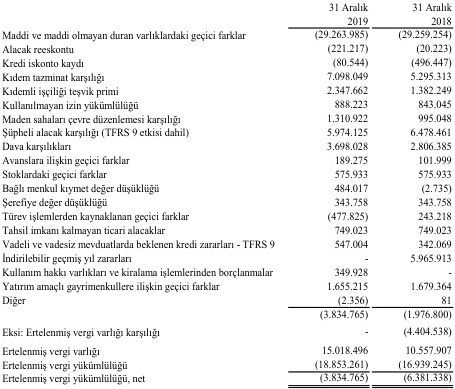 31 Aralık 31 Aralık
2019 2018
Maddi ve maddi olmayan duran varlıklardaki geçici farklar (29.263.985) (29.259.254)
Alacak reeskontu (221.217) (20.223)
Kredi iskonto kaydı (80.544) (496.447)
Kıdem tazminat karşılığı 7.098.049 5.295.313
Kıdemli işçiliği teşvik primi 2.347.662 1.382.249
Kullanılmayan izin yükümlülüğü 888.223 843.045
Maden sahaları çevre düzenlemesi karşılığı 1.310.922 995.048
Şüpheli alacak karşılığı (TFRS 9 etkisi dahil) 5.974.125 6.478.461
Dava karşılıkları 3.698.028 2.806.385
Avanslara ilişkin geçici farklar 189.275 101.999
Stoklardaki geçici farklar 575.933 575.933
Bağlı menkul kıymet değer düşüklüğü 484.017 (2.735)
Şerefiye değer düşüklüğü 343.758 343.758
Türev işlemlerden kaynaklanan geçici farklar (477.825) 243.218
Tahsil imkanı kalmayan ticari alacaklar 749.023 749.023
Vadeli ve vadesiz mevduatlarda beklenen kredi zararları - TFRS 9 547.004 342.069
İndirilebilir geçmiş yıl zararları - 5.965.913
Kullanım hakkı varlıkları ve kiralama işlemlerinden borçlanmalar 349.928 -
Yatırım amaçlı gayrimenkullere ilişkin geçici farklar 1.655.215 1.679.364
Diğer (2.356) 81
(3.834.765) (1.976.800)
Eksi: Ertelenmiş vergi varlığı karşılığı - (4.404.538)
Ertelenmiş vergi varlığı 15.018.496 10.557.907
Ertelenmiş vergi yükümlülüğü (18.853.261) (16.939.245)
Ertelenmiş vergi yükümlülüğü, net (3.834.765) (6.381.338)